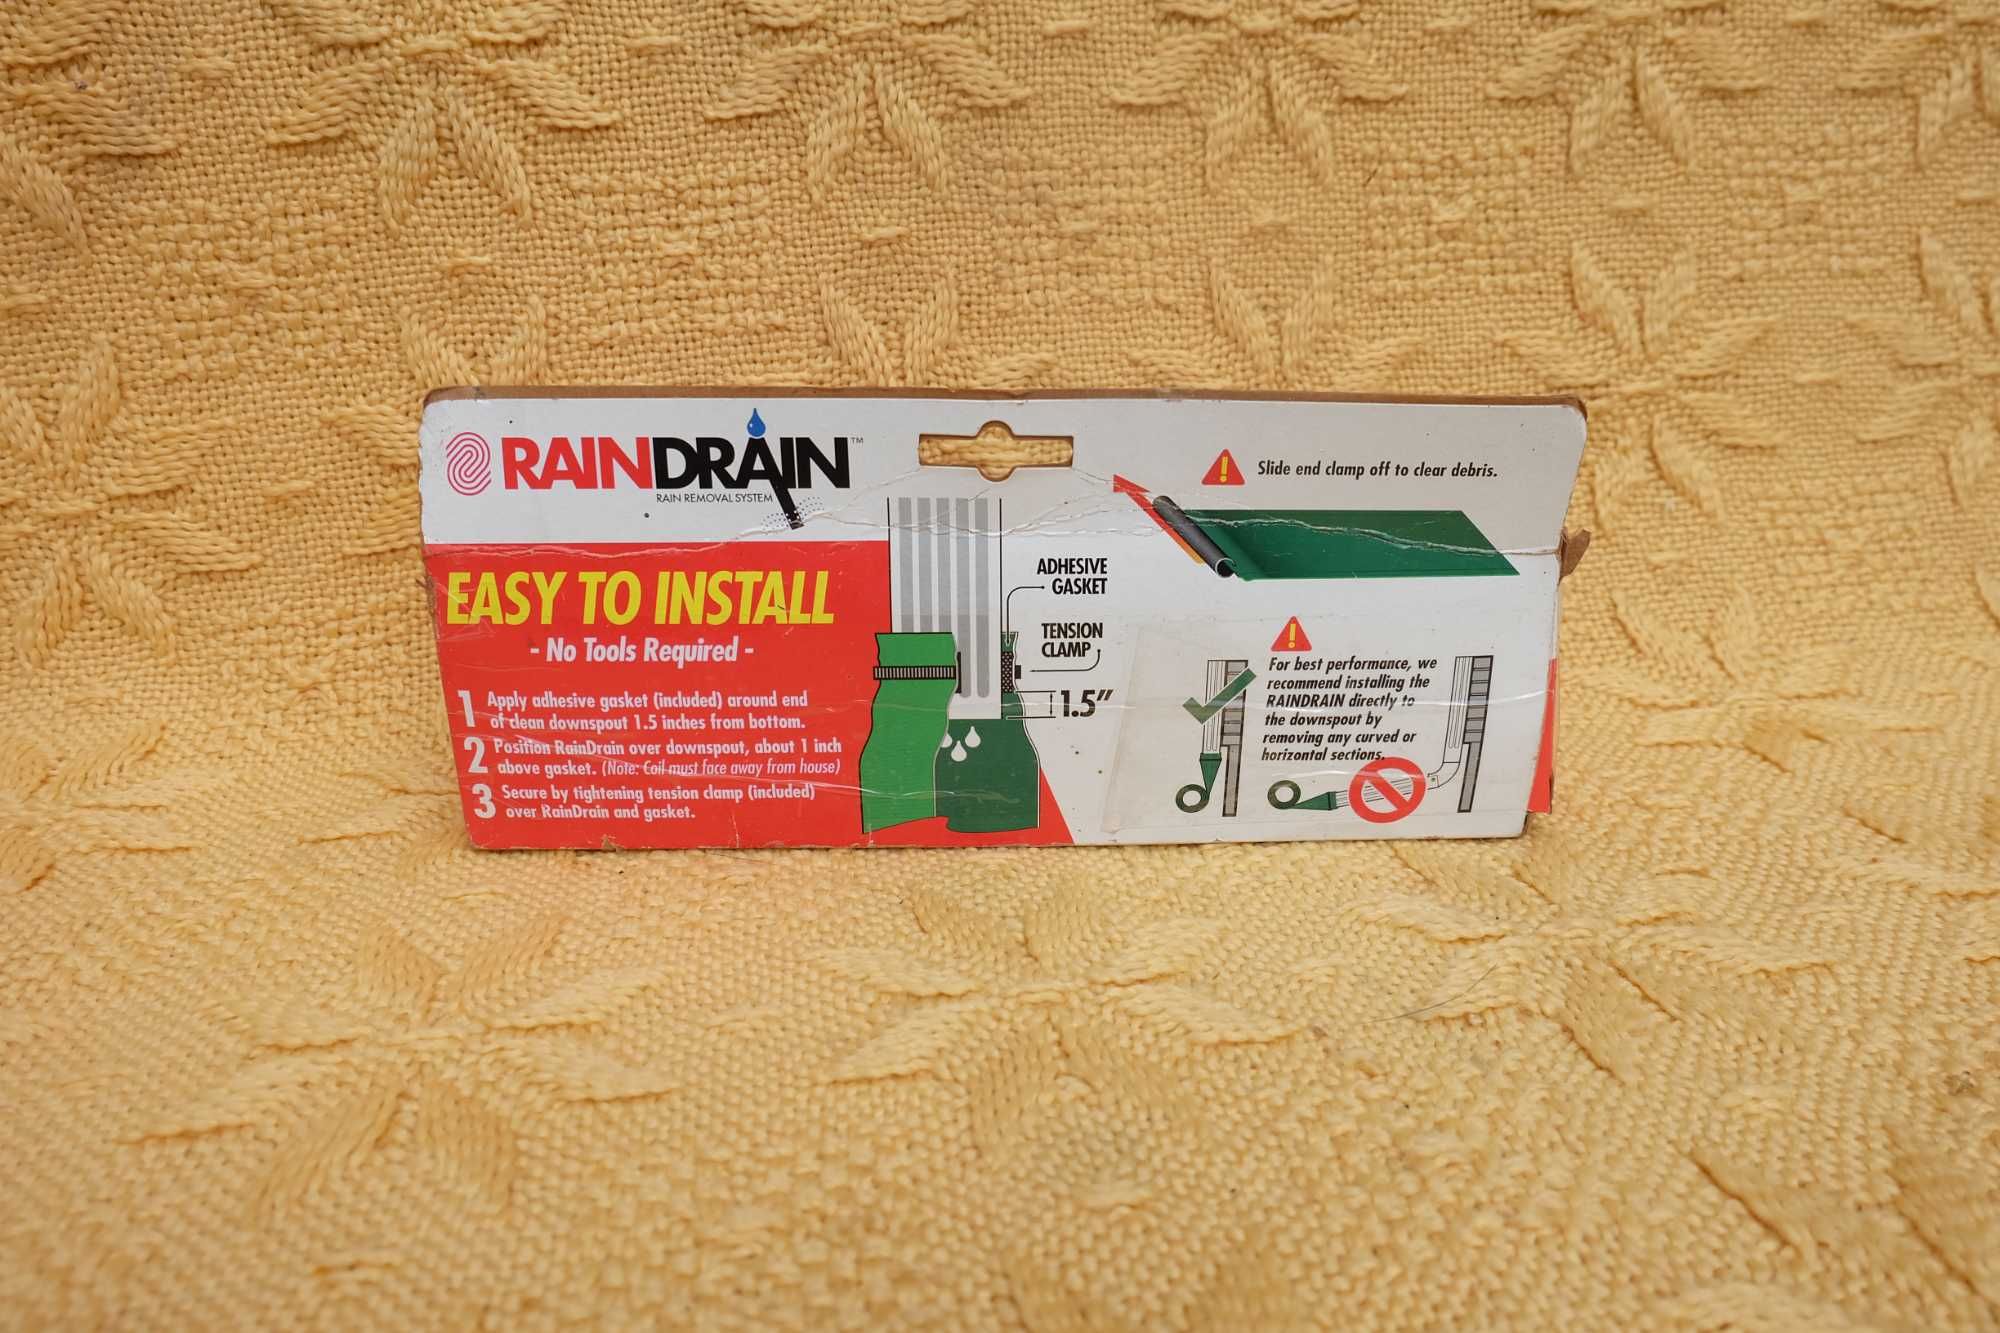 RAINDRAIN™
RAIN REMOVAL SYSTEM
EASY TO INSTALL
- No Tools Required -
1 Apply adhesive gasket (included) around end
of clean downspout 1.5 inches from bottom.
2 Position RainDrain over downspout, about 1 inch
above gasket. (Note: Coil must face away from house)
3 Secure by tightening tension clamp (included)
over RainDrain and gasket.
ADHESIVE
GASKET
TENSION
CLAMP
1.5”
Slide end clamp off to clear debris.
For best performance, we
recommend installing the
RAINDRAIN directly to
the downspout by
removing any curved or
horizontal sections.